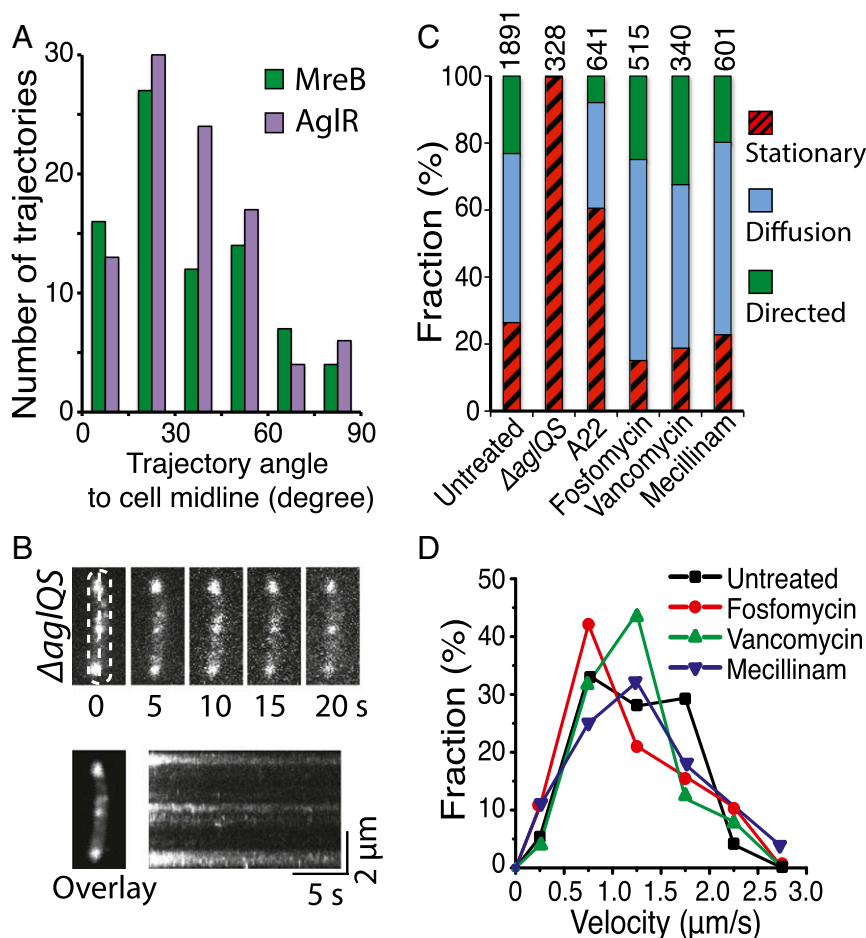 A
Number of trajectories
30
20
10
0
MreB
AglR
0 30 60 90
Trajectory angle
to cell midline (degree)
B
ΔaglQS
0 5 10 15 20 s
Overlay
5 s
2 μm
C
1891 328 641 515 340 601
Fraction (%)
100
80
60
40
20
0
Untreated
ΔaglQS
A22
Fosfomycin
Vancomycin
Mecillinam
Stationary
Diffusion
Directed
D
Fraction (%)
50
40
30
20
10
0
Untreated
Fosfomycin
Vancomycin
Mecillinam
0 0.5 1.0 1.5 2.0 2.5 3.0
Velocity (μm/s)